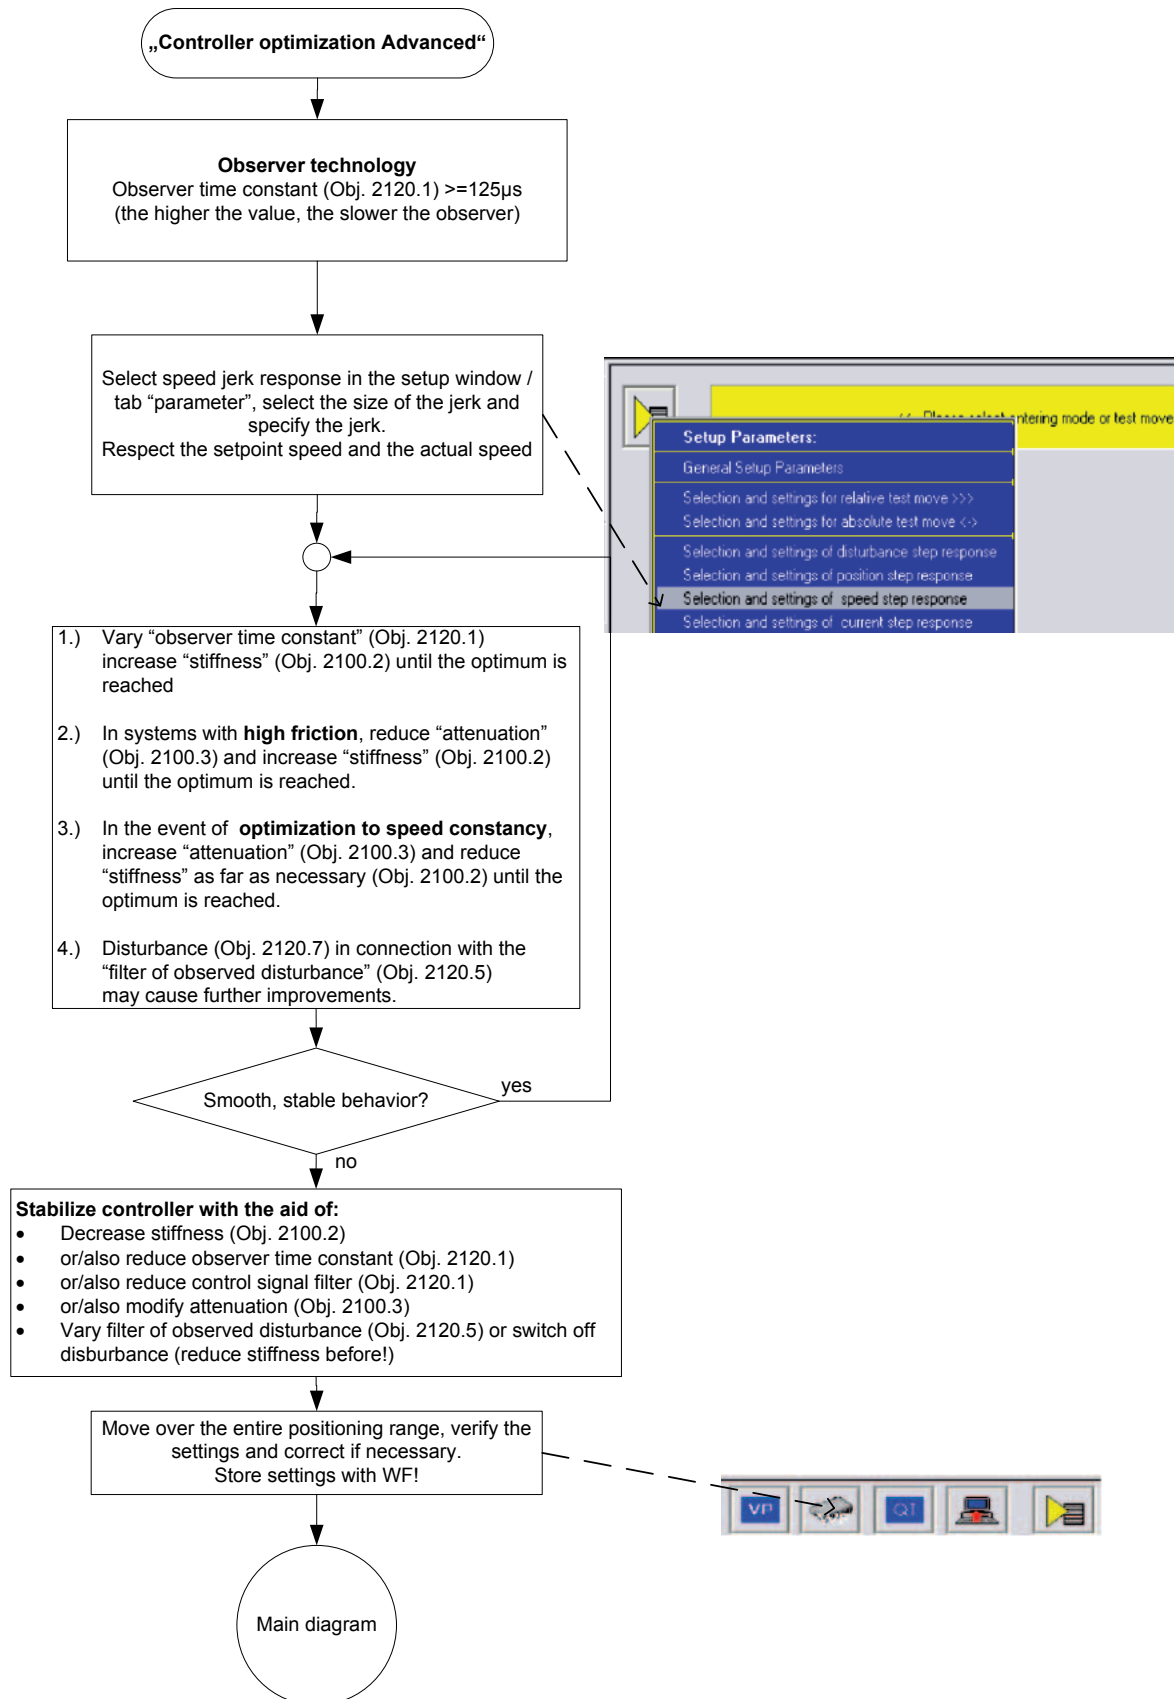 „Controller optimization Advanced“
Observer technology
Observer time constant (Obj. 2120.1) >=125µs
(the higher the value, the slower the observer)
Select speed jerk response in the setup window /
tab “parameter”, select the size of the jerk and
specify the jerk.
Respect the setpoint speed and the actual speed
<< Please select entering mode or test move
Setup Parameters:
General Setup Parameters
Selection and settings for relative test move >>>
Selection and settings for absolute test move <->
Selection and settings of disturbance step response
Selection and settings of position step response
Selection and settings of speed step response
Selection and settings of current step response
1.) Vary “observer time constant” (Obj. 2120.1)
increase “stiffness” (Obj. 2100.2) until the optimum is
reached
2.) In systems with high friction, reduce “attenuation”
(Obj. 2100.3) and increase “stiffness” (Obj. 2100.2)
until the optimum is reached.
3.) In the event of optimization to speed constancy,
increase “attenuation” (Obj. 2100.3) and reduce
“stiffness” as far as necessary (Obj. 2100.2) until the
optimum is reached.
4.) Disturbance (Obj. 2120.7) in connection with the
“filter of observed disturbance” (Obj. 2120.5)
may cause further improvements.
Smooth, stable behavior?
yes
no
Stabilize controller with the aid of:
• Decrease stiffness (Obj. 2100.2)
• or/also reduce observer time constant (Obj. 2120.1)
• or/also reduce control signal filter (Obj. 2120.1)
• or/also modify attenuation (Obj. 2100.3)
• Vary filter of observed disturbance (Obj. 2120.5) or switch off
disburbance (reduce stiffness before!)
Move over the entire positioning range, verify the
settings and correct if necessary.
Store settings with WF!
VP
QT
Main diagram